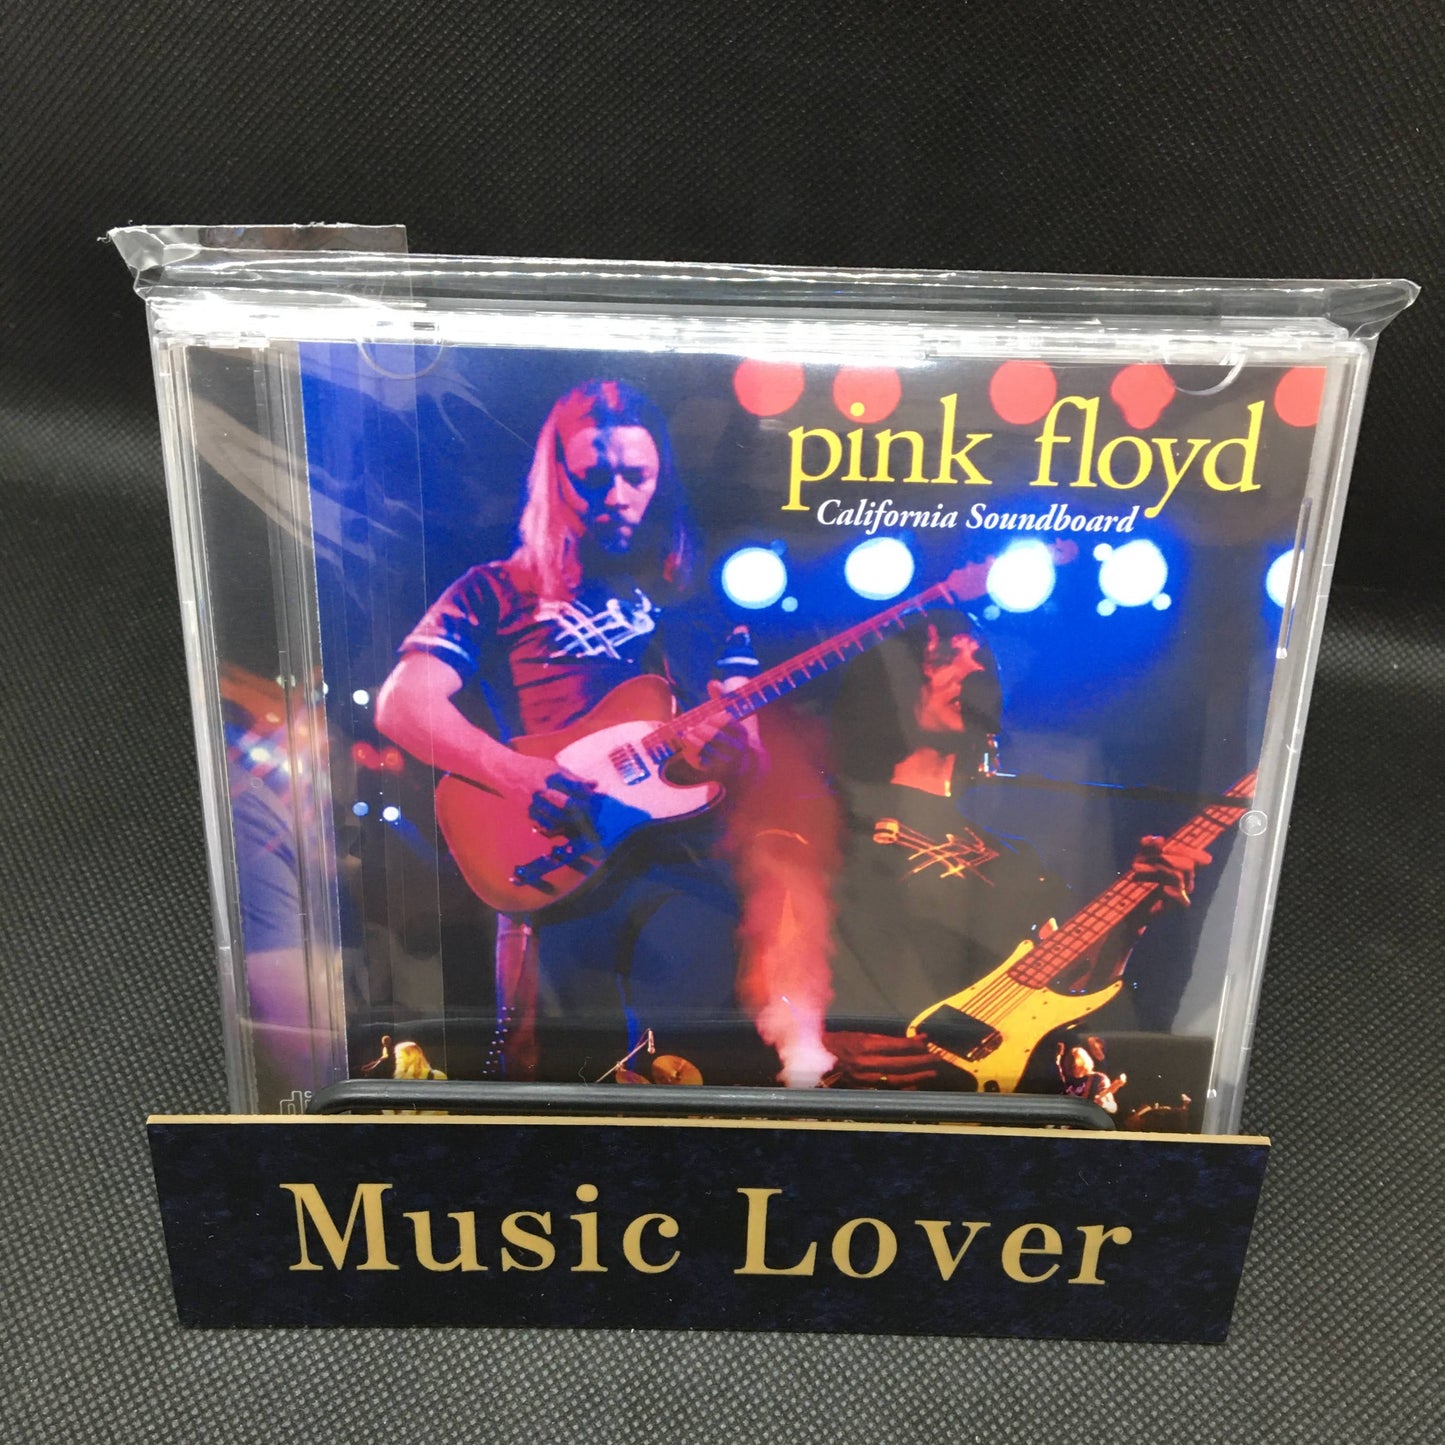 pink floyd
California Soundboard
Music Lover